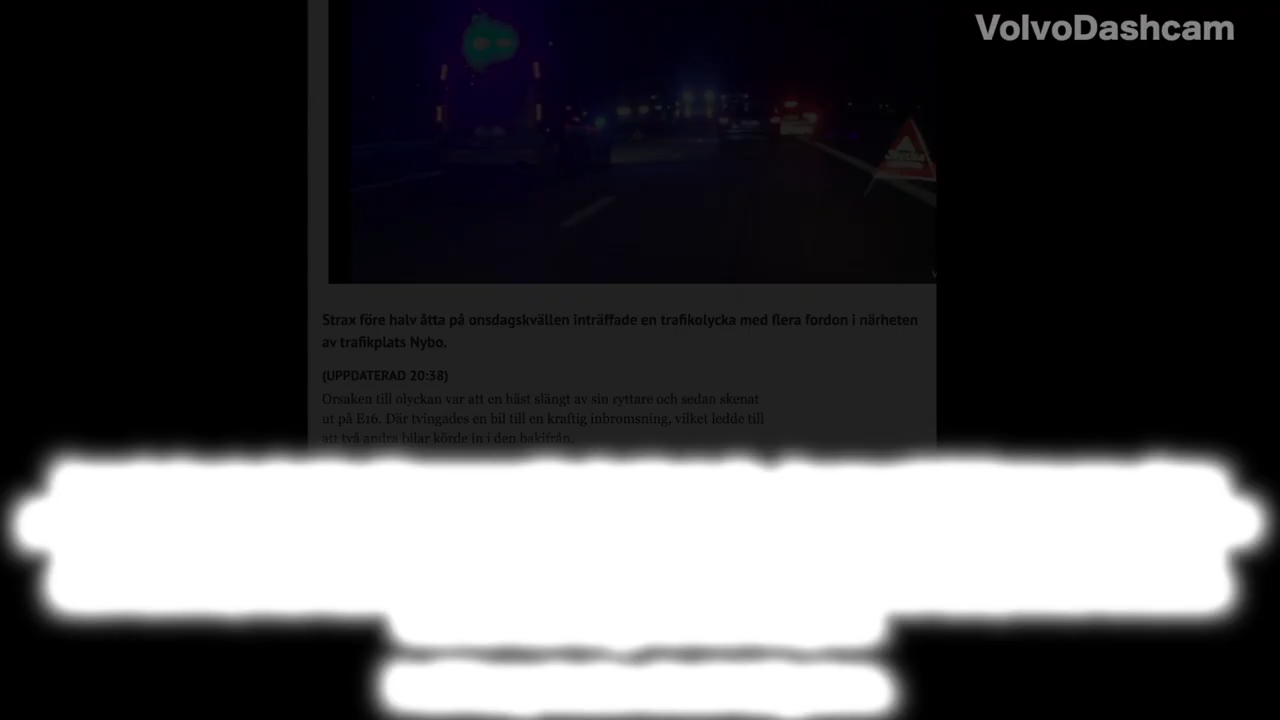 VolvoDashcam
Strax före halv åtta på onsdagskvällen inträffade en trafikolycka med flera fordon i närheten
av trafikplats Nybo.
(UPPDATERAD 20:38)
Orsaken till olyckan var att en häst slängt av sin ryttare och sedan skenat
ut på E16. Där tvingades en bil till en kraftig inbromsning, vilket ledde till
att två andra bilar körde in i den bakifrån.